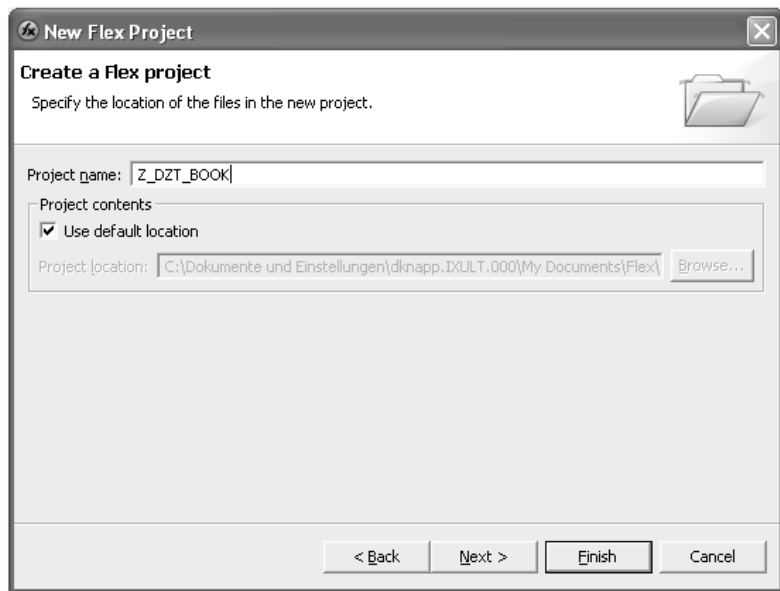 New Flex Project
Create a Flex project
Specify the location of the files in the new project.
Project name: Z_DZT_BOOK
Project contents
Use default location
Project location: C:\Dokumente und Einstellungen\dknapp.IXULT.000\My Documents\Flex\ Browse...
< Back Next > Finish Cancel